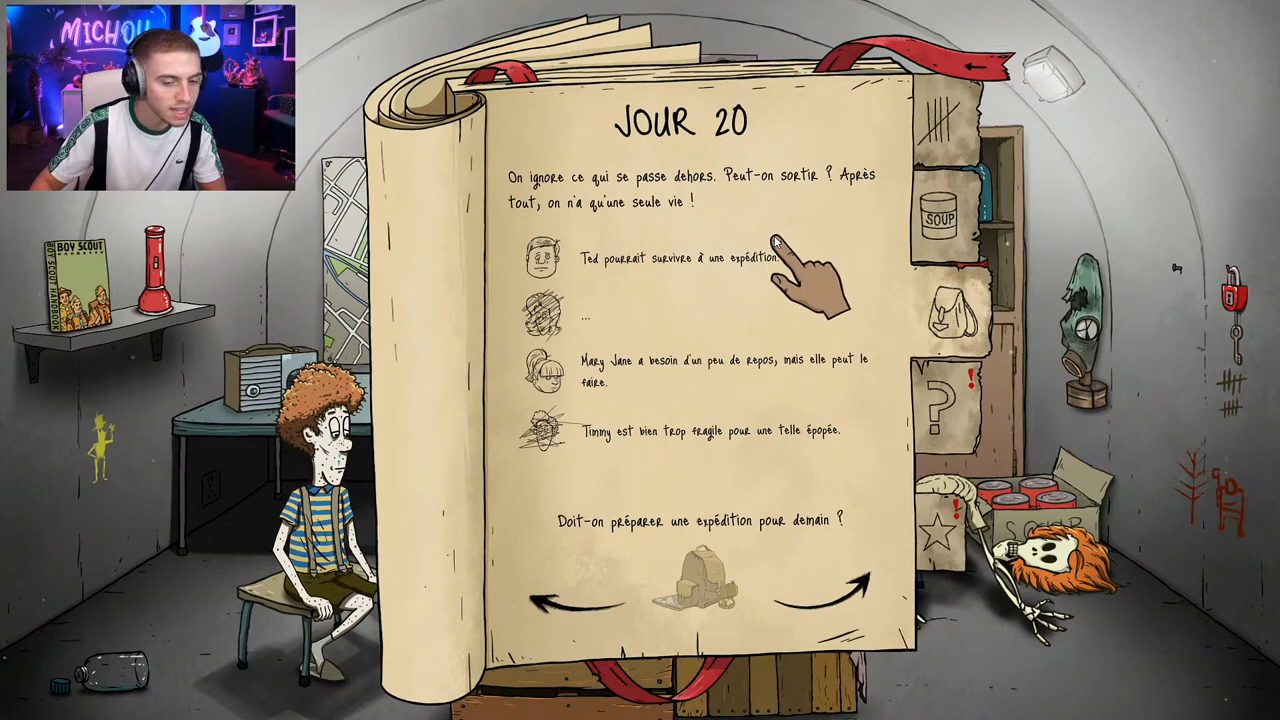 MICHOU
JOUR 20
On ignore ce qui se passe dehors. Peut-on sortir ? Après
tout, on n'a qu'une seule vie !
Ted pourrait survivre à une expédition.
...
Mary Jane a besoin d'un peu de repos, mais elle peut le
faire.
Timmy est bien trop fragile pour une telle épopée.
Doit-on préparer une expédition pour demain ?
SOUP
?
!
!
BOY SCOUT
BOY SCOUT HANDBOOK
SOUP